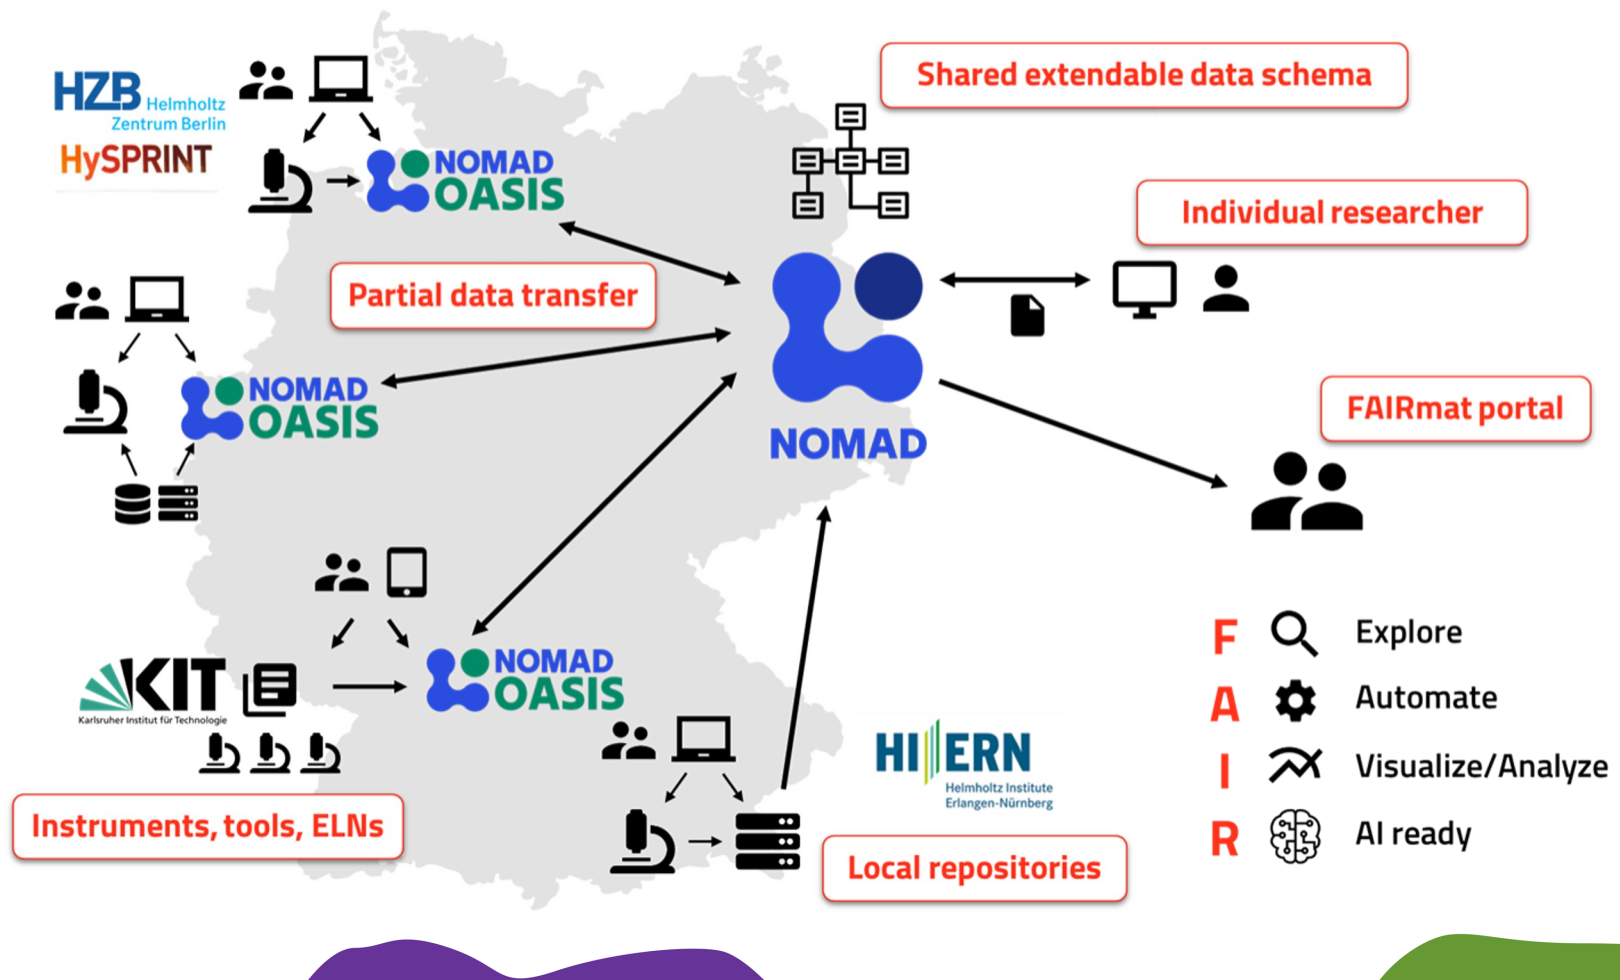 HZB Helmholtz
Zentrum Berlin
HySPRINT
NOMAD
OASIS
Shared extendable data schema
Individual researcher
Partial data transfer
NOMAD
OASIS
NOMAD
FAIRmat portal
KIT
Karlsruher Institut für Technologie
NOMAD
OASIS
Instruments, tools, ELNs
HI ERN
Helmholtz Institute
Erlangen-Nürnberg
Local repositories
F Explore
A Automate
I Visualize/Analyze
R AI ready